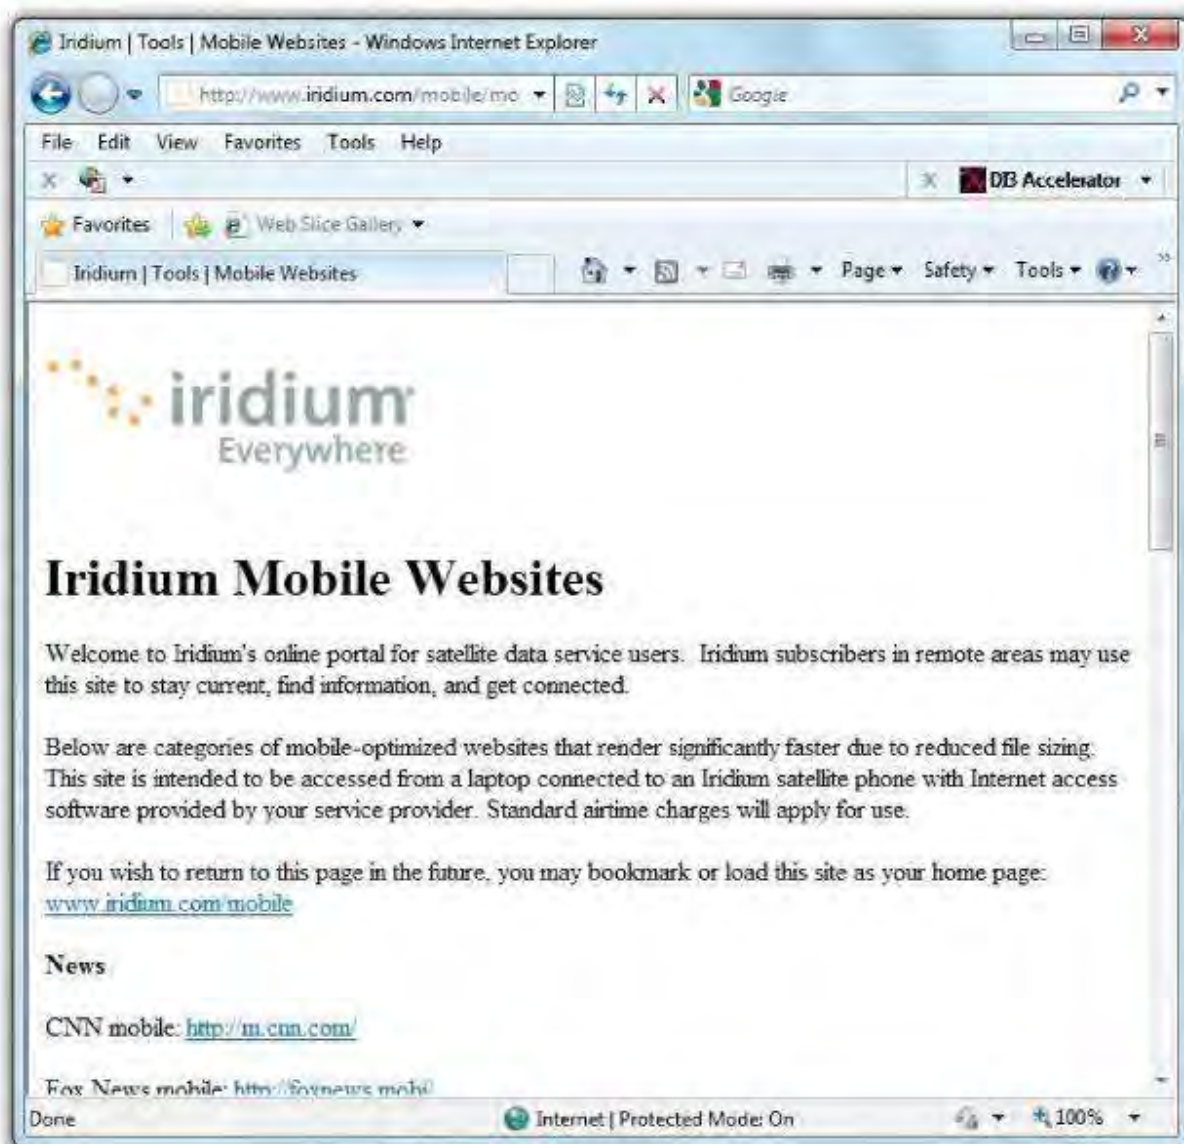 Iridium | Tools | Mobile Websites - Windows Internet Explorer
http://www.iridium.com/mobile/mo
Google
File Edit View Favorites Tools Help
DI3 Accelerator
Favorites Web Slice Gallery
Iridium | Tools | Mobile Websites Page Safety Tools
iridium
Everywhere
Iridium Mobile Websites
Welcome to Iridium's online portal for satellite data service users. Iridium subscribers in remote areas may use
this site to stay current, find information, and get connected.
Below are categories of mobile-optimized websites that render significantly faster due to reduced file sizing.
This site is intended to be accessed from a laptop connected to an Iridium satellite phone with Internet access
software provided by your service provider. Standard airtime charges will apply for use.
If you wish to return to this page in the future, you may bookmark or load this site as your home page:
www.iridium.com/mobile
News
CNN mobile: http://m.cnn.com/
Fox News mobile: http://foxnews.mobi/
Done Internet | Protected Mode: On 100%